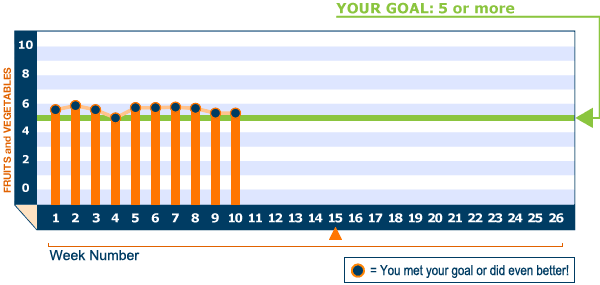 YOUR GOAL: 5 or more
FRUITS and VEGETABLES
10
8
6
4
2
0
1 2 3 4 5 6 7 8 9 10 11 12 13 14 15 16 17 18 19 20 21 22 23 24 25 26
Week Number
= You met your goal or did even better!